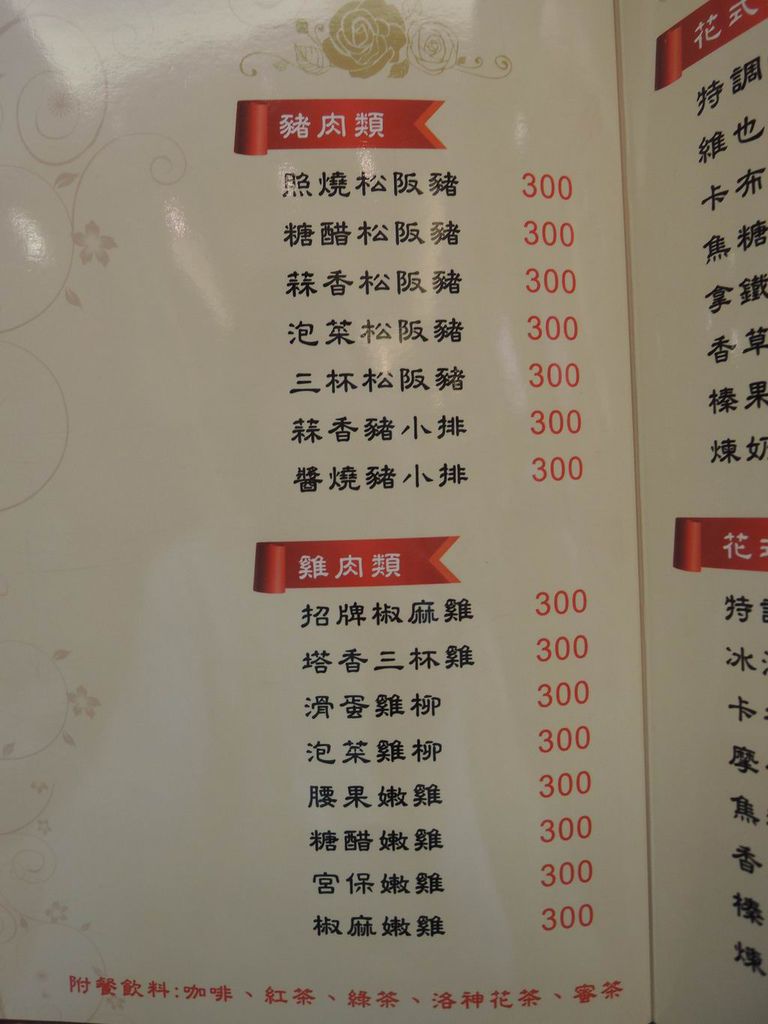 豬肉類
照燒松阪豬 300
糖醋松阪豬 300
蒜香松阪豬 300
泡菜松阪豬 300
三杯松阪豬 300
蒜香豬小排 300
醬燒豬小排 300
雞肉類
招牌椒麻雞 300
塔香三杯雞 300
滑蛋雞柳 300
泡菜雞柳 300
腰果嫩雞 300
糖醋嫩雞 300
宮保嫩雞 300
椒麻嫩雞 300
附餐飲料:咖啡、紅茶、綠茶、洛神花茶、蜜茶
花式
特調
維也
卡布
焦糖
拿鐵
香草
榛果
煉奶
花式
特調
冰
卡
摩
焦
香
榛
煉